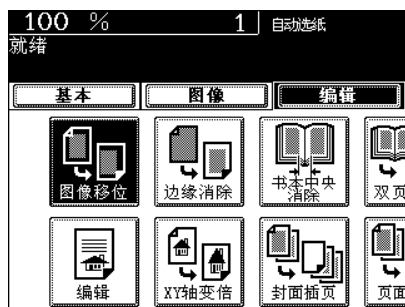 100 % 1 自动选纸
就绪
基本 图像 编辑
图像移位 边缘消除 书本中央消除 双页
编辑 XY轴变倍 封面插页 页面